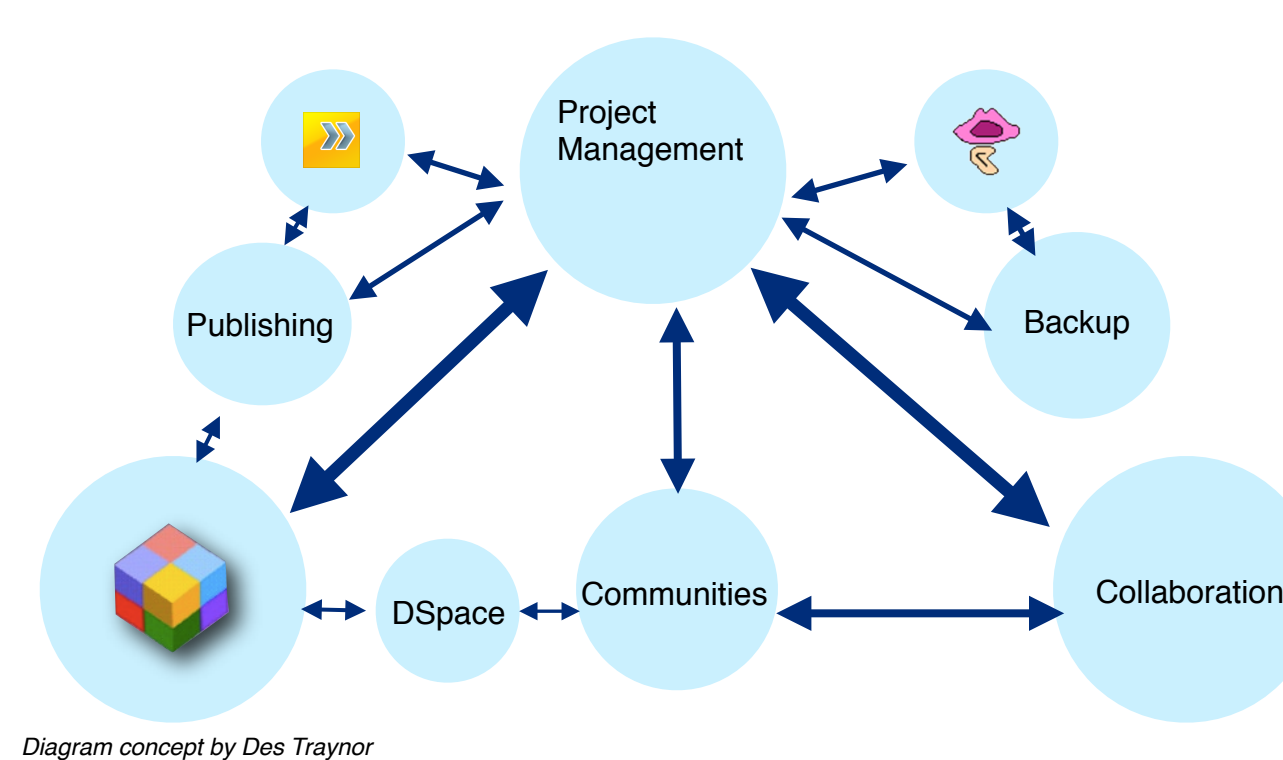 Project
Management
Publishing
Backup
DSpace
Communities
Collaboration
Diagram concept by Des Traynor